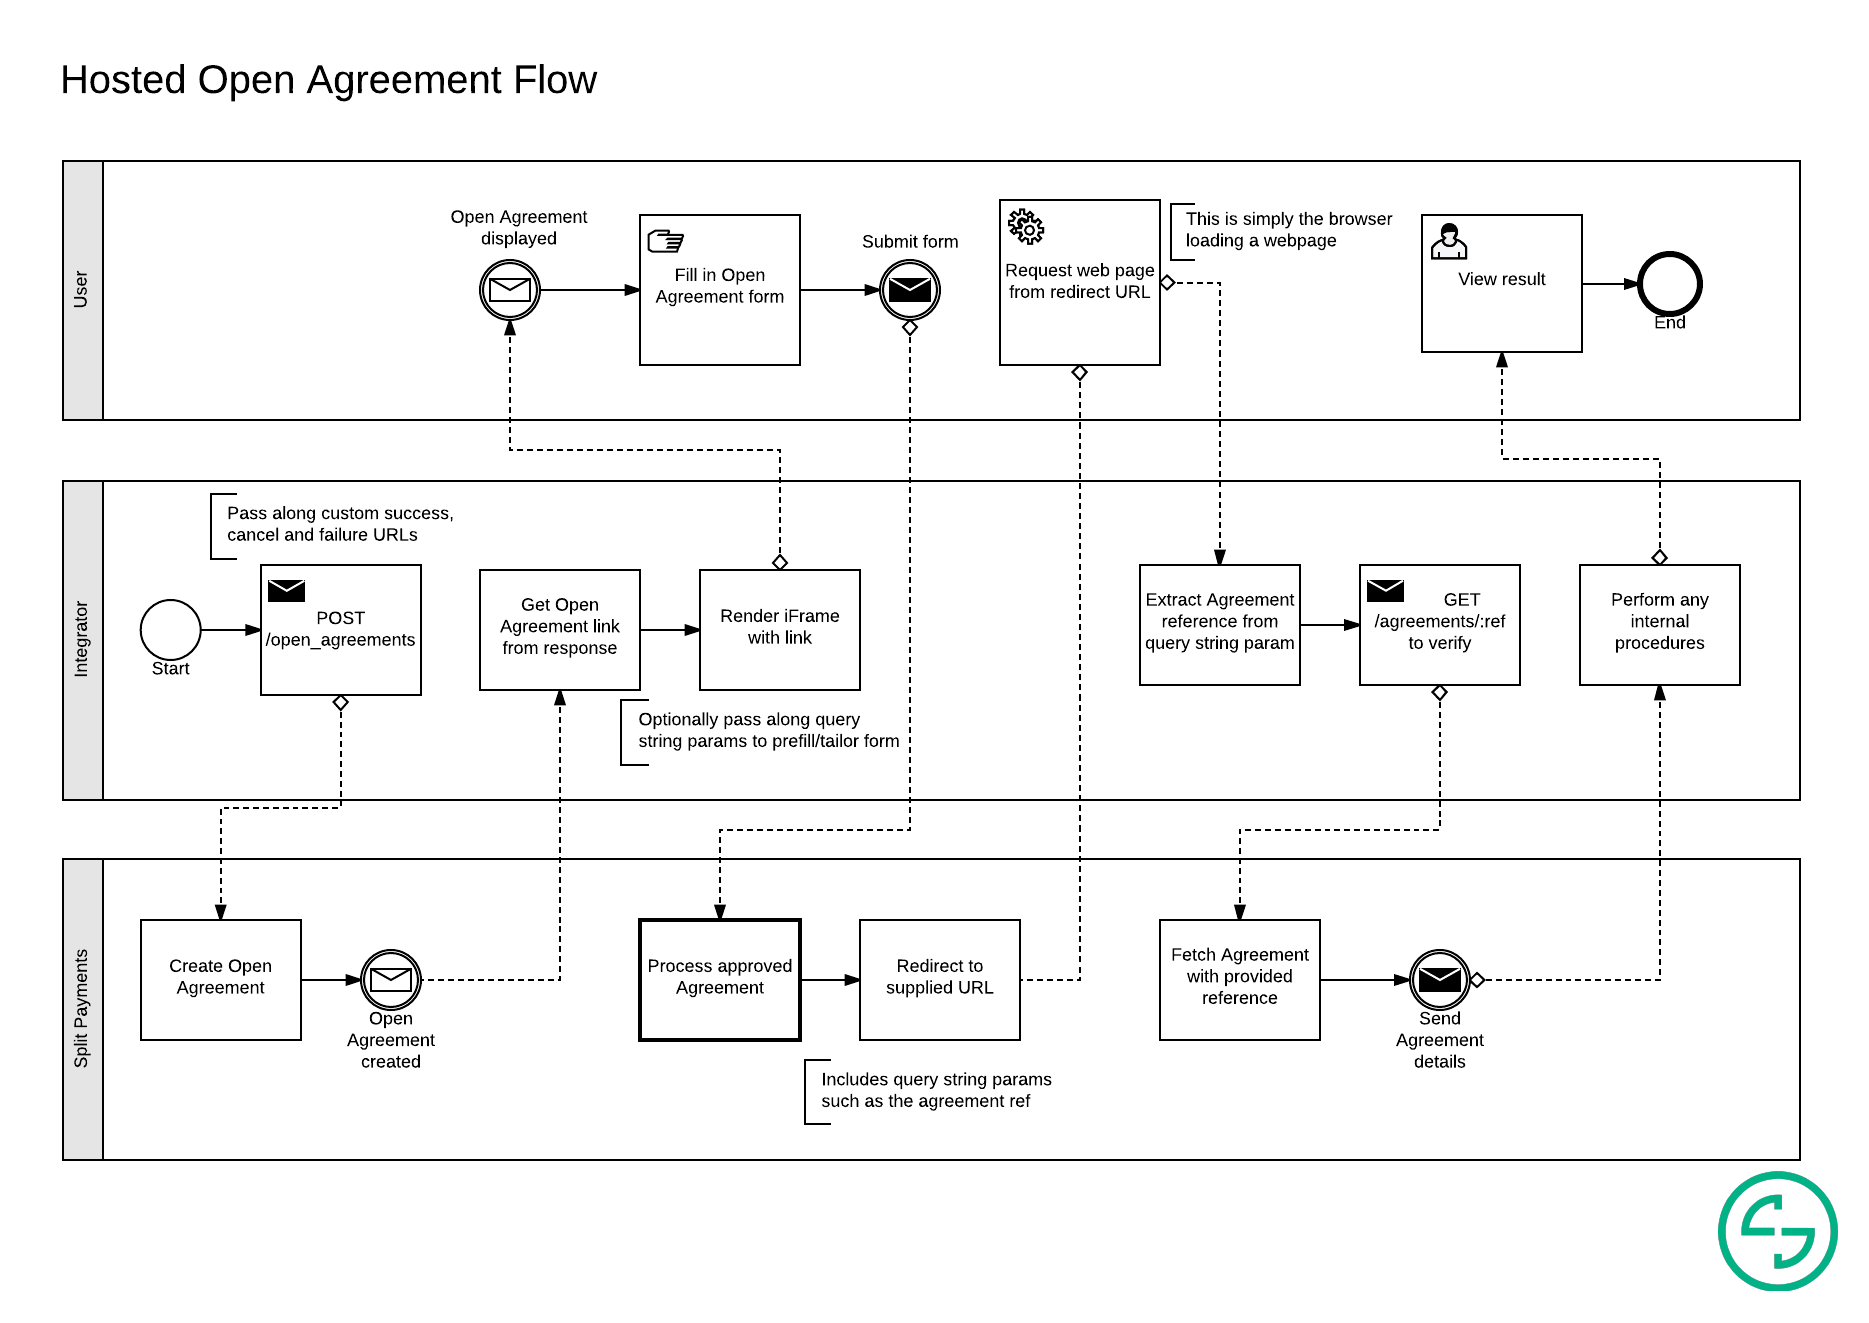 Hosted Open Agreement Flow
User
Open Agreement
displayed
Fill in Open
Agreement form
Submit form
Request web page
from redirect URL
This is simply the browser
loading a webpage
View result
End
Integrator
Pass along custom success,
cancel and failure URLs
Start
POST
/open_agreements
Get Open
Agreement link
from response
Render iFrame
with link
Optionally pass along query
string params to prefill/tailor form
Extract Agreement
reference from
query string param
GET
/agreements/:ref
to verify
Perform any
internal
procedures
Split Payments
Create Open
Agreement
Open
Agreement
created
Process approved
Agreement
Redirect to
supplied URL
Includes query string params
such as the agreement ref
Fetch Agreement
with provided
reference
Send
Agreement
details